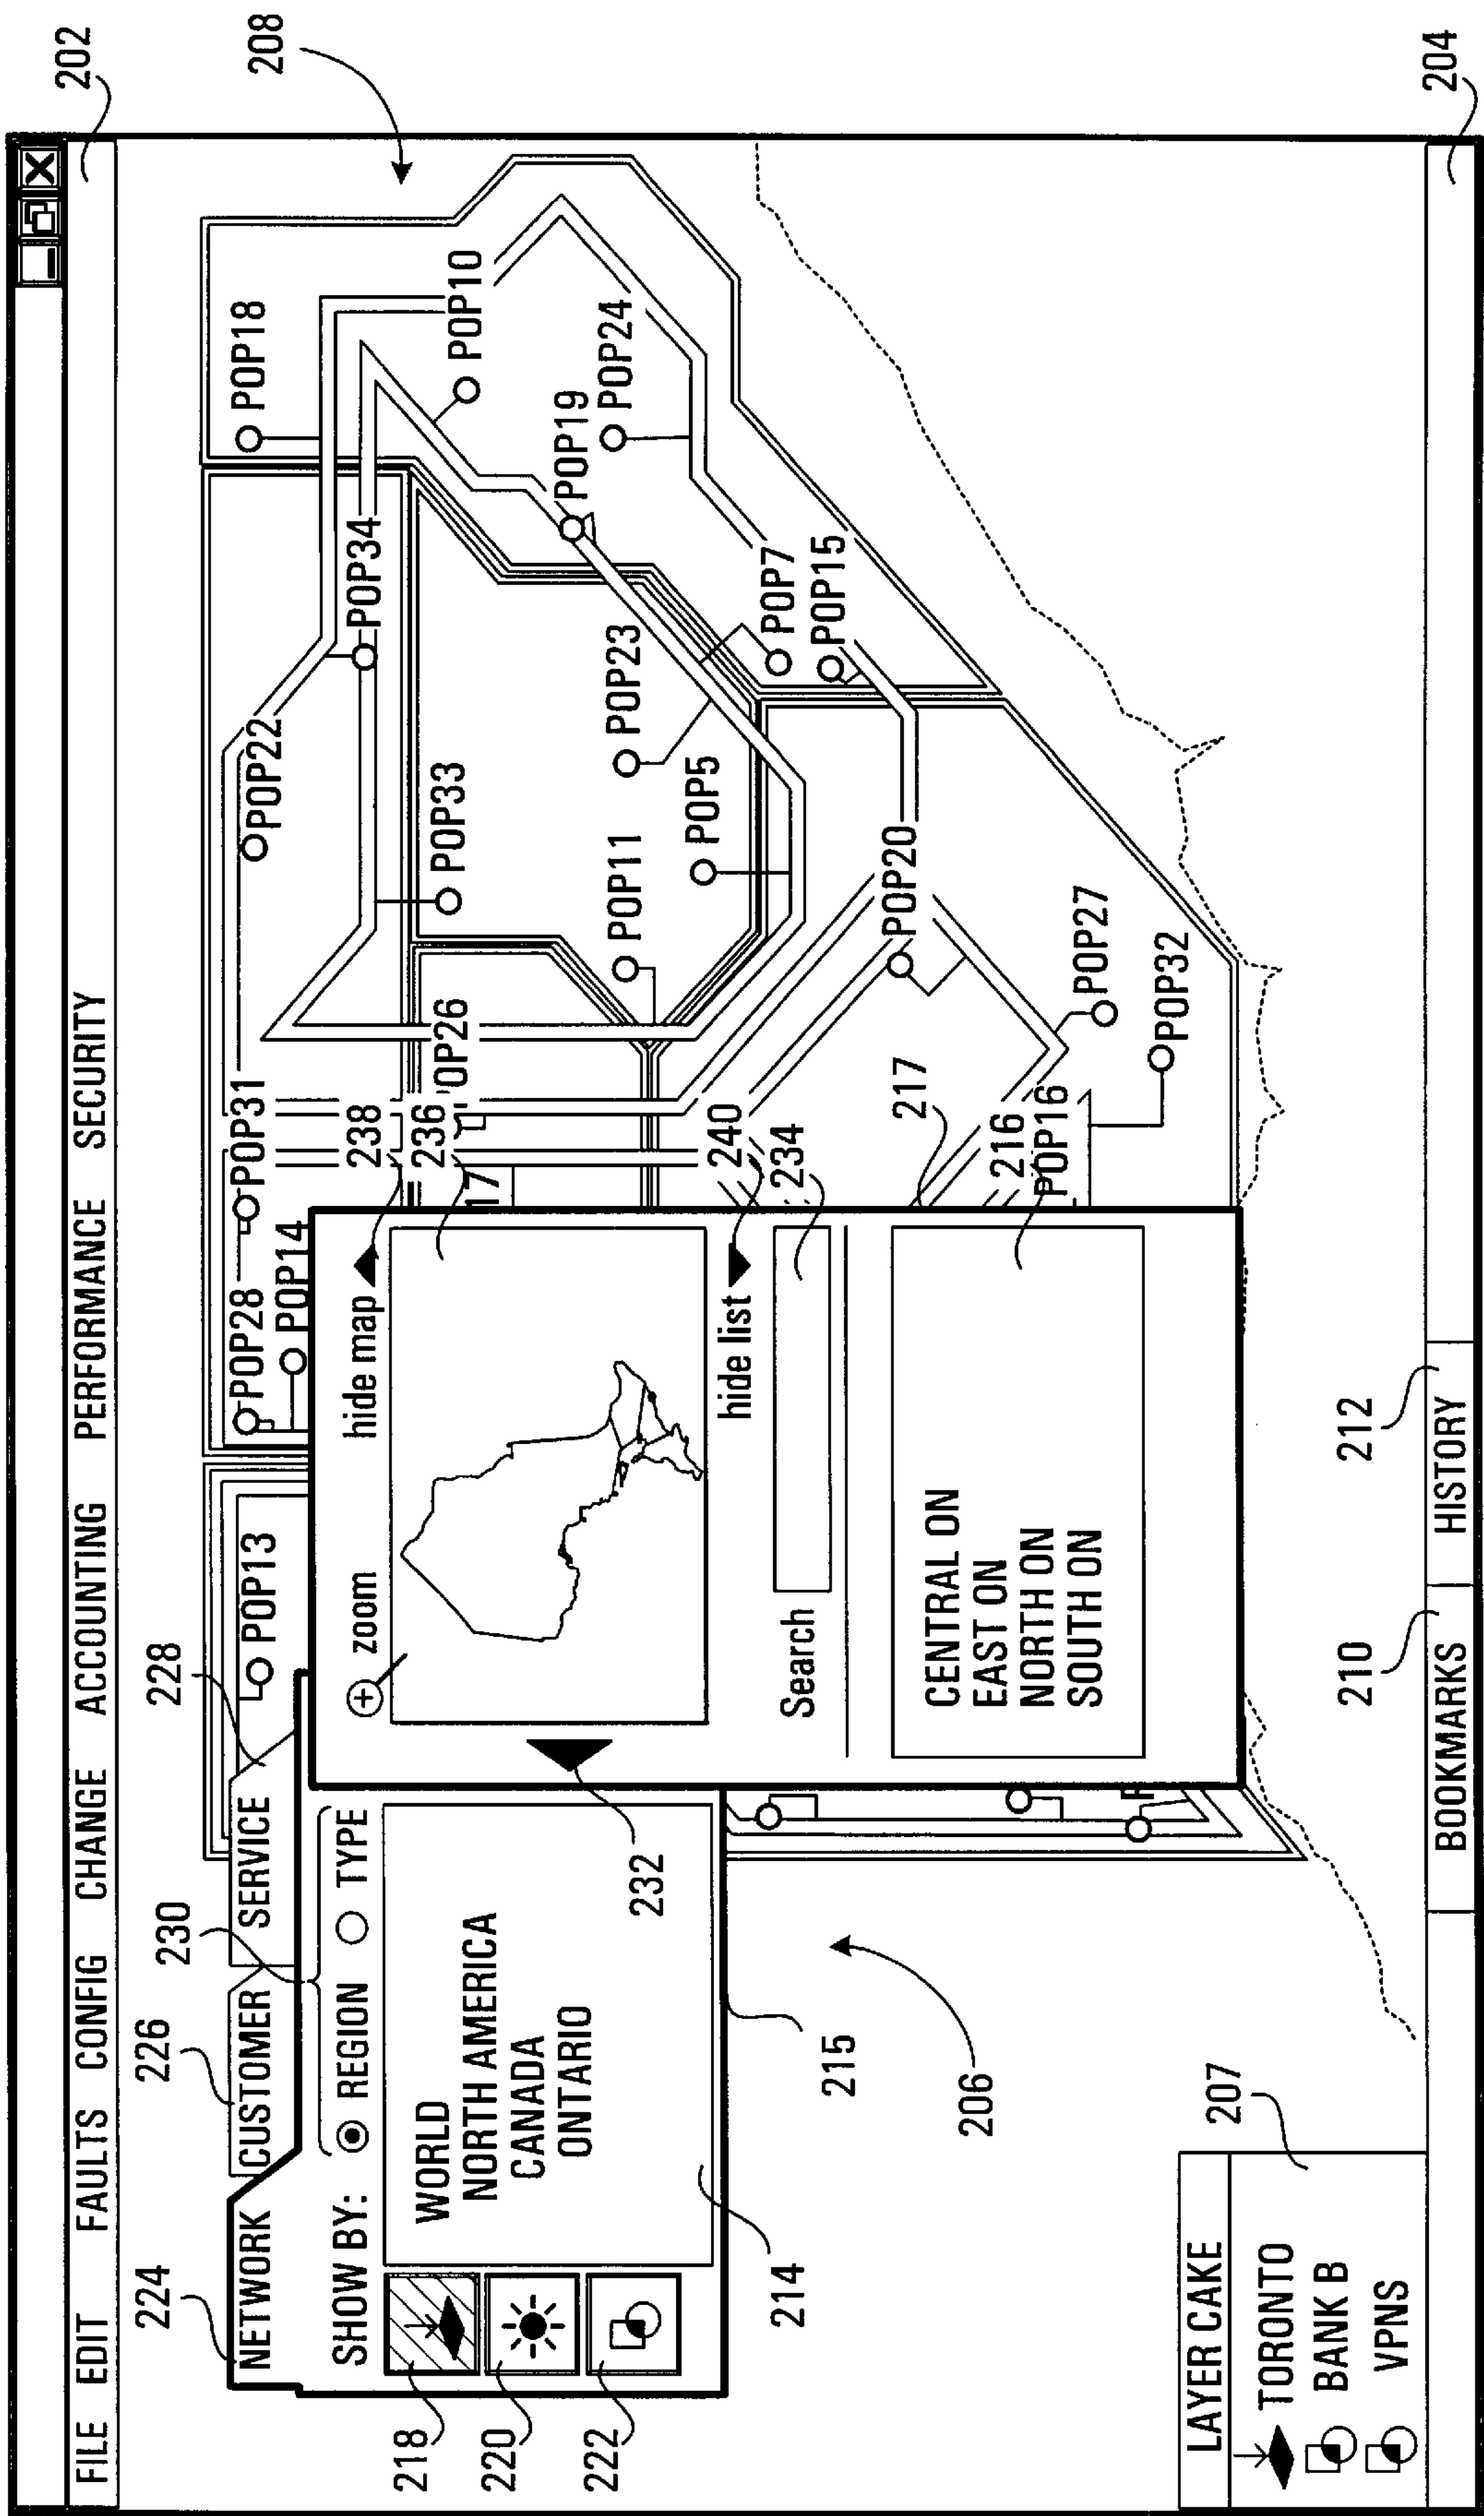 202
208
FILE EDIT FAULTS CONFIG CHANGE ACCOUNTING PERFORMANCE SECURITY
224
226
230
228
NETWORK
CUSTOMER
SERVICE
POP13
POP28
POP14
POP31
POP22
POP34
POP18
POP10
POP33
OP26
17
POP19
POP24
POP11
POP23
POP5
POP7
POP15
POP20
POP27
POP32
POP16
SHOW BY:
REGION
TYPE
WORLD
NORTH AMERICA
CANADA
ONTARIO
218
220
222
214
215
206
232
zoom
hide map
238
236
hide list
240
Search
234
217
216
CENTRAL ON
EAST ON
NORTH ON
SOUTH ON
207
LAYER CAKE
TORONTO
BANK B
VPNS
210
212
BOOKMARKS
HISTORY
204